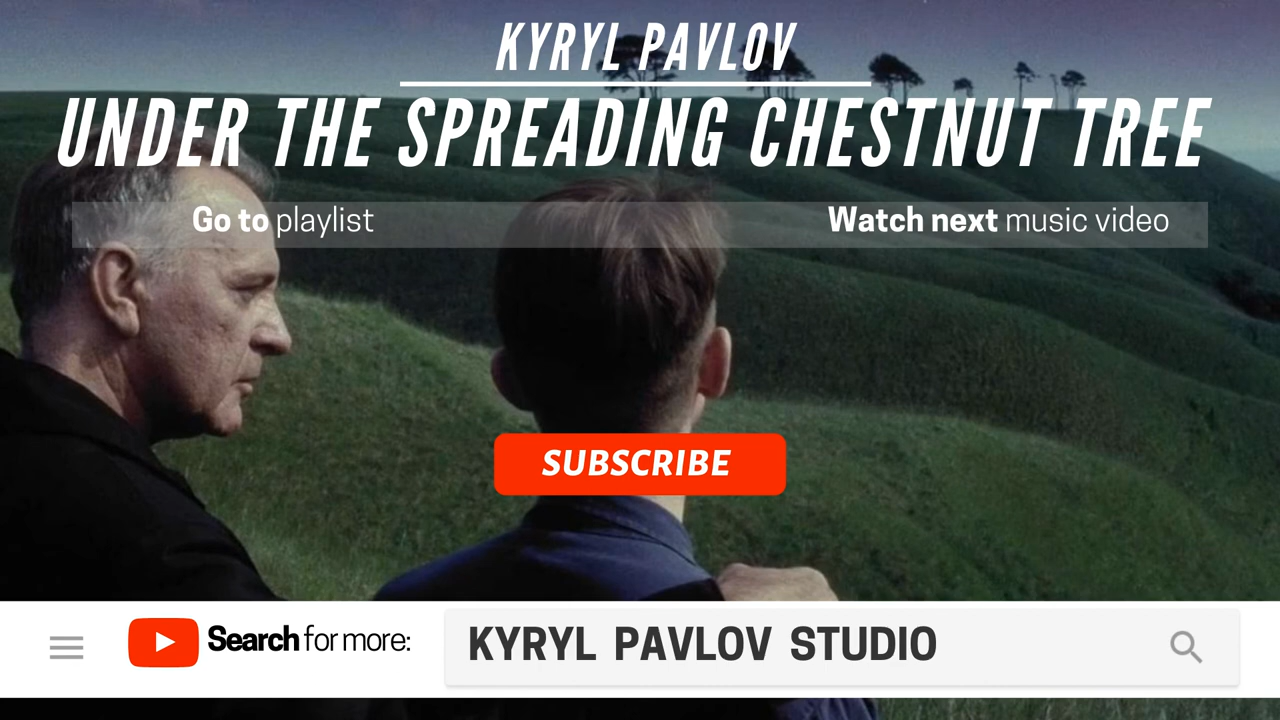 KYRYL PAVLOV
UNDER THE SPREADING CHESTNUT TREE
Go to playlist
Watch next music video
SUBSCRIBE
Search for more:
KYRYL PAVLOV STUDIO